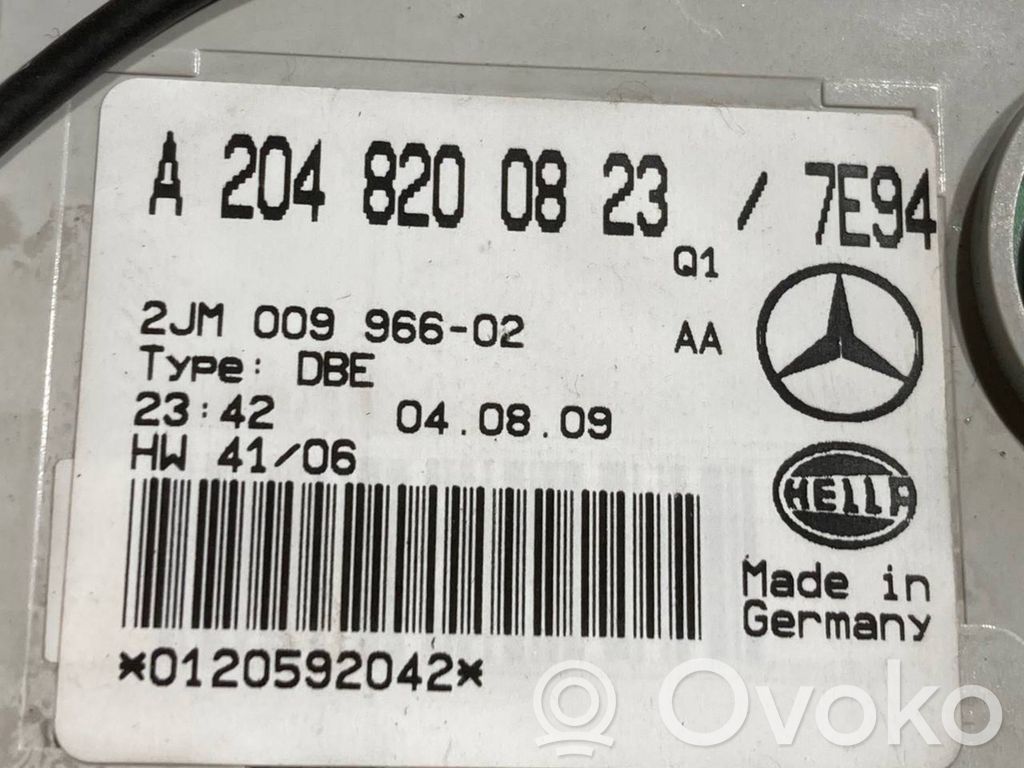 A 204 820 08 23 / 7E94
Q1
2JM 009 966-02
AA
Type: DBE
23:42 04.08.09
HW 41/06
HELLA
Made in
Germany
*0120592042*
Ovoko